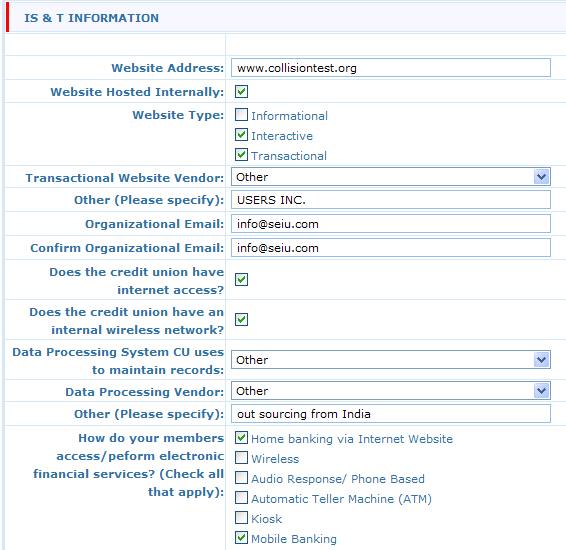 IS & T INFORMATION
Website Address: www.collisiontest.org
Website Hosted Internally:
Website Type: Informational
Interactive
Transactional
Transactional Website Vendor: Other
Other (Please specify): USERS INC.
Organizational Email: info@seiu.com
Confirm Organizational Email: info@seiu.com
Does the credit union have
internet access?
Does the credit union have an
internal wireless network?
Data Processing System CU uses
to maintain records: Other
Data Processing Vendor: Other
Other (Please specify): out sourcing from India
How do your members
access/peform electronic
financial services? (Check all
that apply):
Home banking via Internet Website
Wireless
Audio Response/ Phone Based
Automatic Teller Machine (ATM)
Kiosk
Mobile Banking